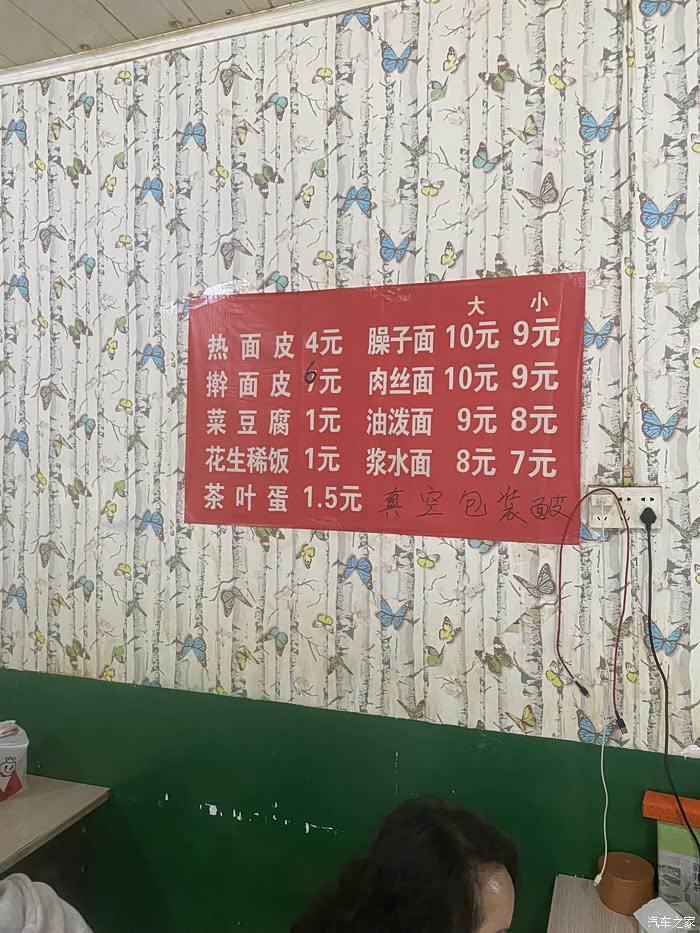 大 小
热面皮 4元 臊子面 10元 9元
擀面皮 6元 肉丝面 10元 9元
菜豆腐 1元 油泼面 9元 8元
花生稀饭 1元 浆水面 8元 7元
茶叶蛋 1.5元 真空包装皮
汽车之家